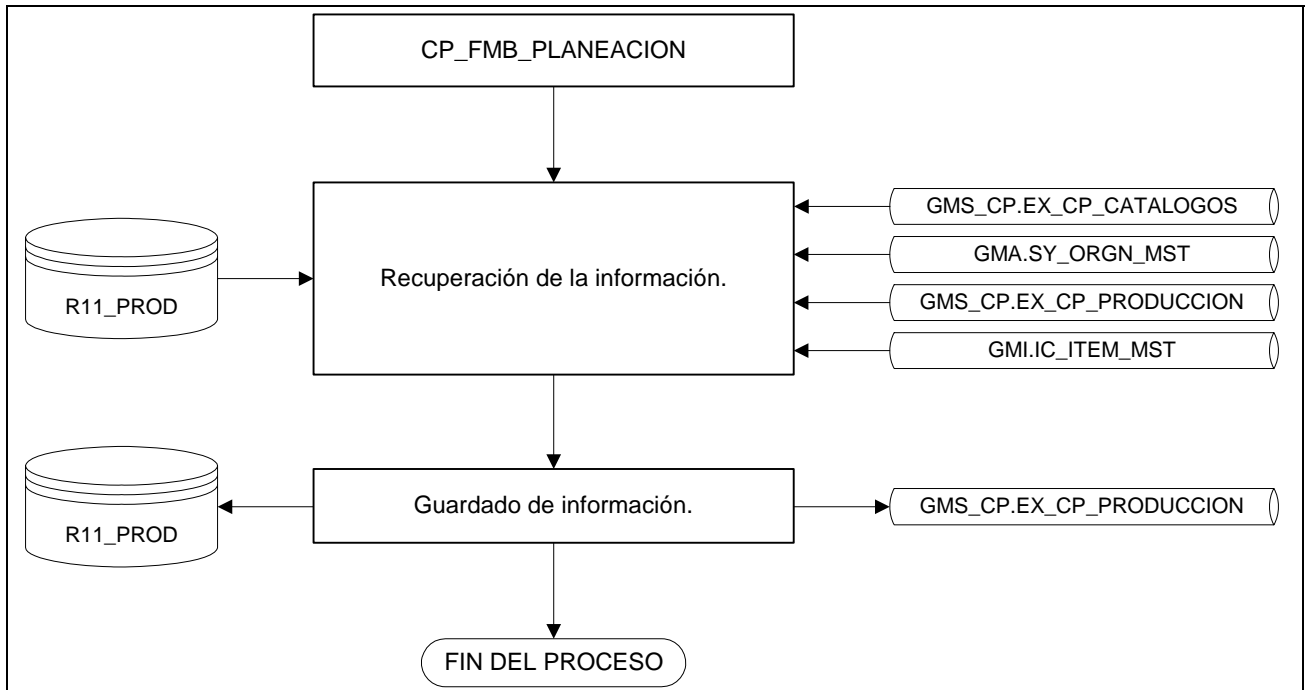 CP_FMB_PLANEACION
GMS_CP.EX_CP_CATALOGOS
GMA.SY_ORGN_MST
Recuperación de la información.
R11_PROD
GMS_CP.EX_CP_PRODUCCION
GMI.IC_ITEM_MST
Guardado de información.
GMS_CP.EX_CP_PRODUCCION
R11_PROD
FIN DEL PROCESO